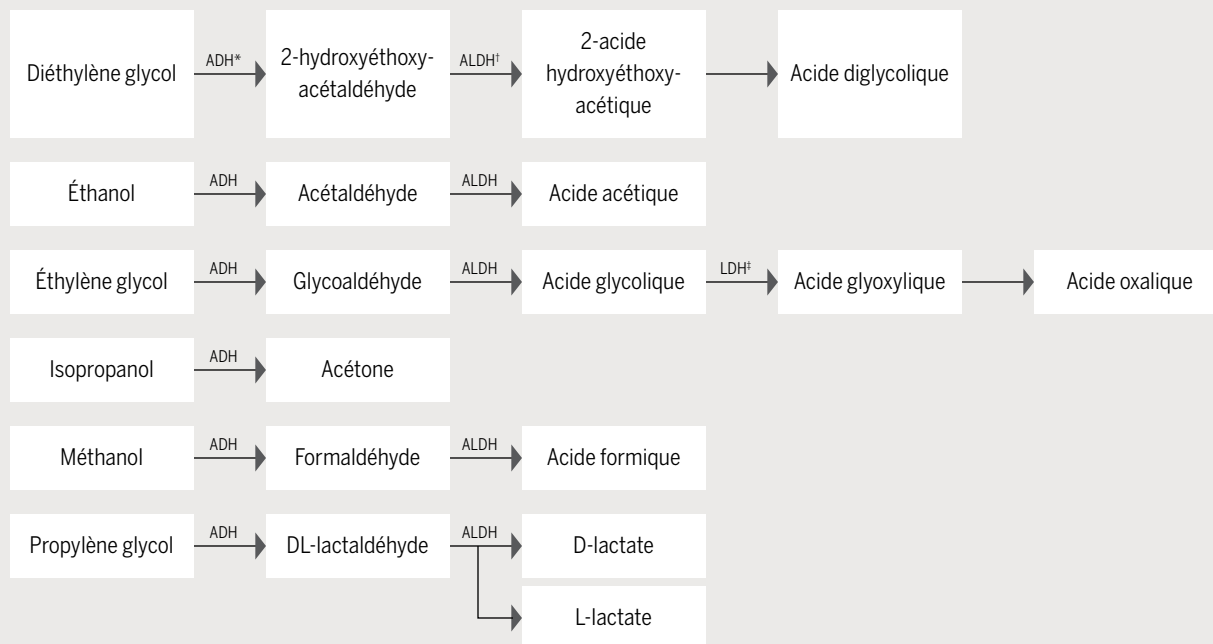 Diéthylène glycol
ADH*
2-hydroxyéthoxy-
acétaldéhyde
ALDH†
2-acide
hydroxyéthoxy-
acétique
Acide diglycolique
Éthanol
ADH
Acétaldéhyde
ALDH
Acide acétique
Éthylène glycol
ADH
Glycoaldéhyde
ALDH
Acide glycolique
LDH‡
Acide glyoxylique
Acide oxalique
Isopropanol
ADH
Acétone
Méthanol
ADH
Formaldéhyde
ALDH
Acide formique
Propylène glycol
ADH
DL-lactaldéhyde
ALDH
D-lactate
L-lactate